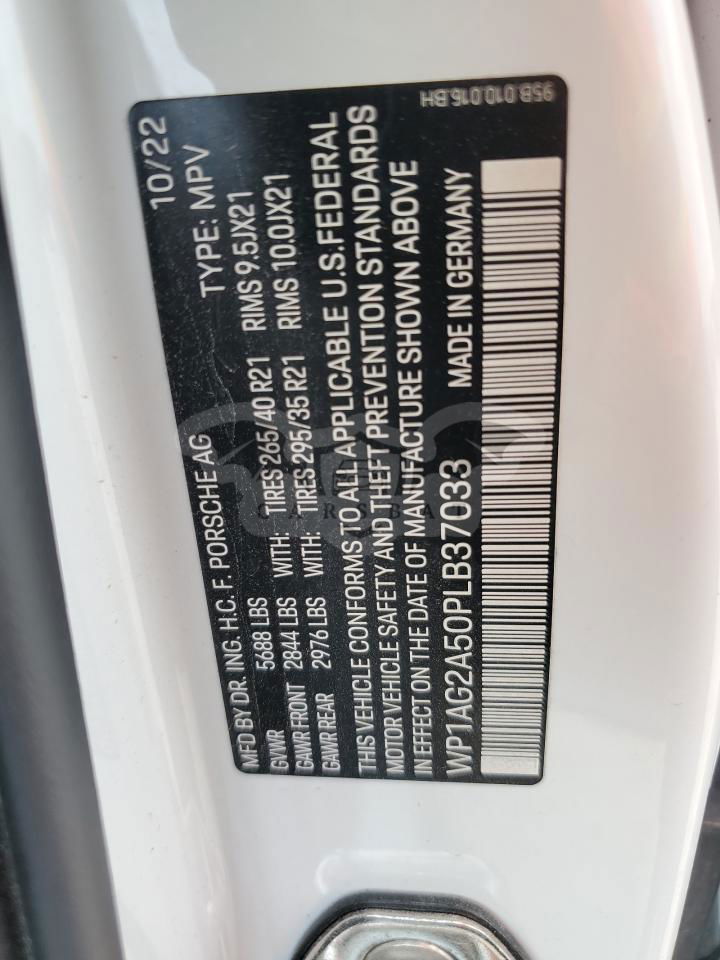 MFD BY DR. ING. H.C. F. PORSCHE AG 10/22
GVWR 5688 LBS TYPE: MPV
GAWR FRONT 2844 LBS WITH: TIRES 265/40 R21 RIMS 9.5JX21
GAWR REAR 2976 LBS WITH: TIRES 295/35 R21 RIMS 10.0JX21
THIS VEHICLE CONFORMS TO ALL APPLICABLE U.S. FEDERAL
MOTOR VEHICLE SAFETY AND THEFT PREVENTION STANDARDS
IN EFFECT ON THE DATE OF MANUFACTURE SHOWN ABOVE
WP1AG2A50PLB37033 MADE IN GERMANY
95B.010.015.BH